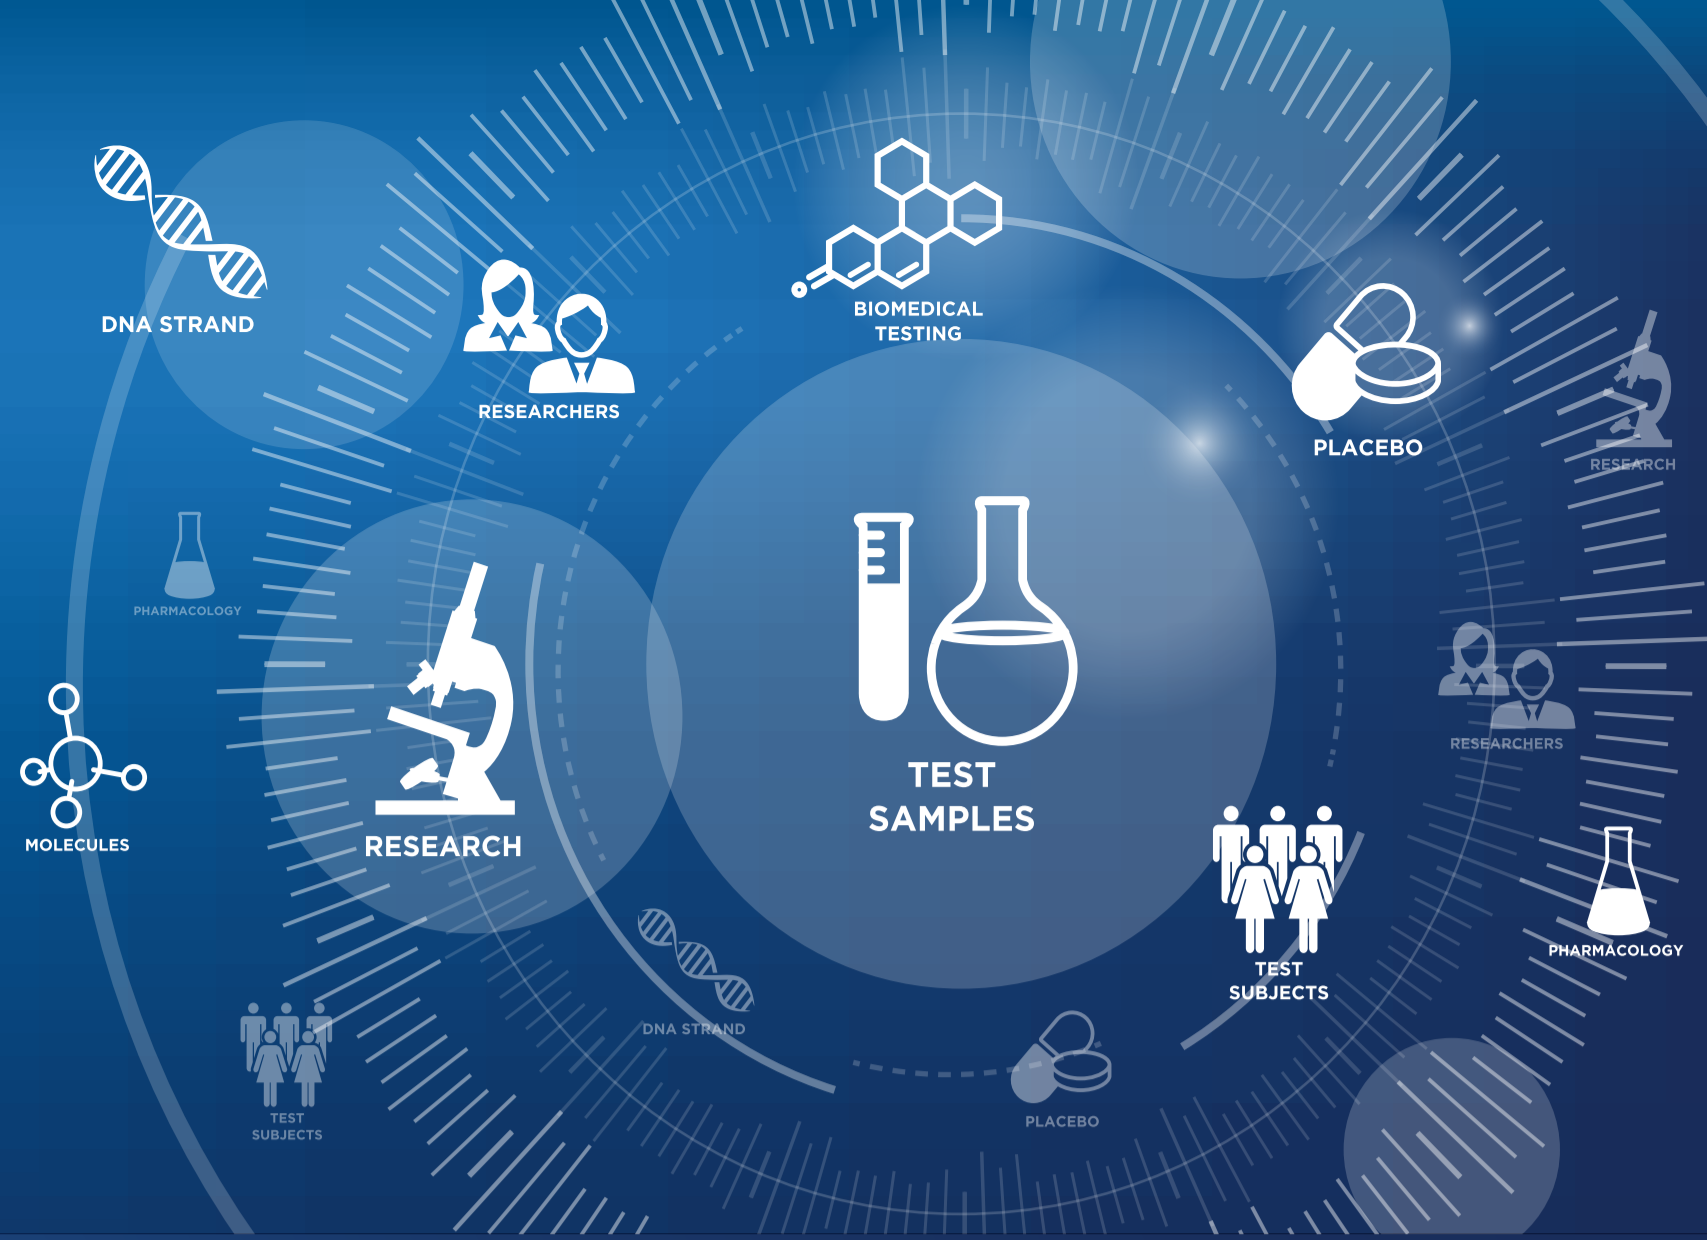 DNA STRAND
RESEARCHERS
BIOMEDICAL
TESTING
PLACEBO
RESEARCH
PHARMACOLOGY
TEST
SAMPLES
RESEARCHERS
MOLECULES
RESEARCH
TEST
SUBJECTS
PHARMACOLOGY
DNA STRAND
TEST
SUBJECTS
PLACEBO